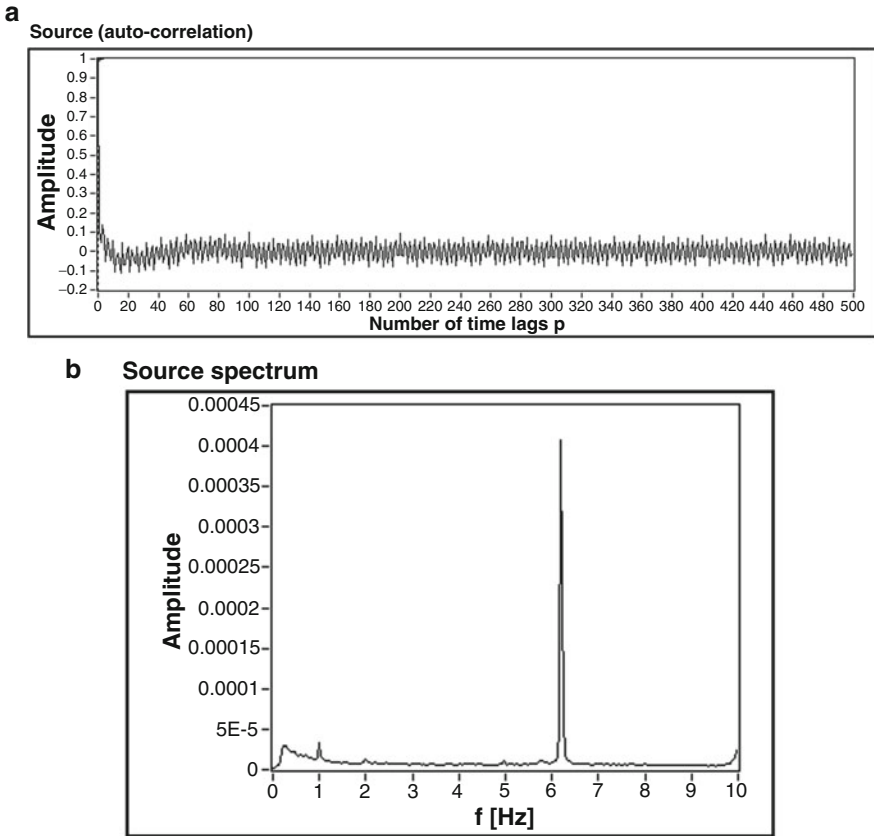 a
Source (auto-correlation)
Amplitude
1
0.9
0.8
0.7
0.6
0.5
0.4
0.3
0.2
0.1
0
−0.1
−0.2
0 20 40 60 80 100 120 140 160 180 200 220 240 260 280 300 320 340 360 380 400 420 440 460 480 500
Number of time lags p
b Source spectrum
Amplitude
0.00045
0.0004
0.00035
0.0003
0.00025
0.0002
0.00015
0.0001
5E-5
0
0 1 2 3 4 5 6 7 8 9 10
f [Hz]